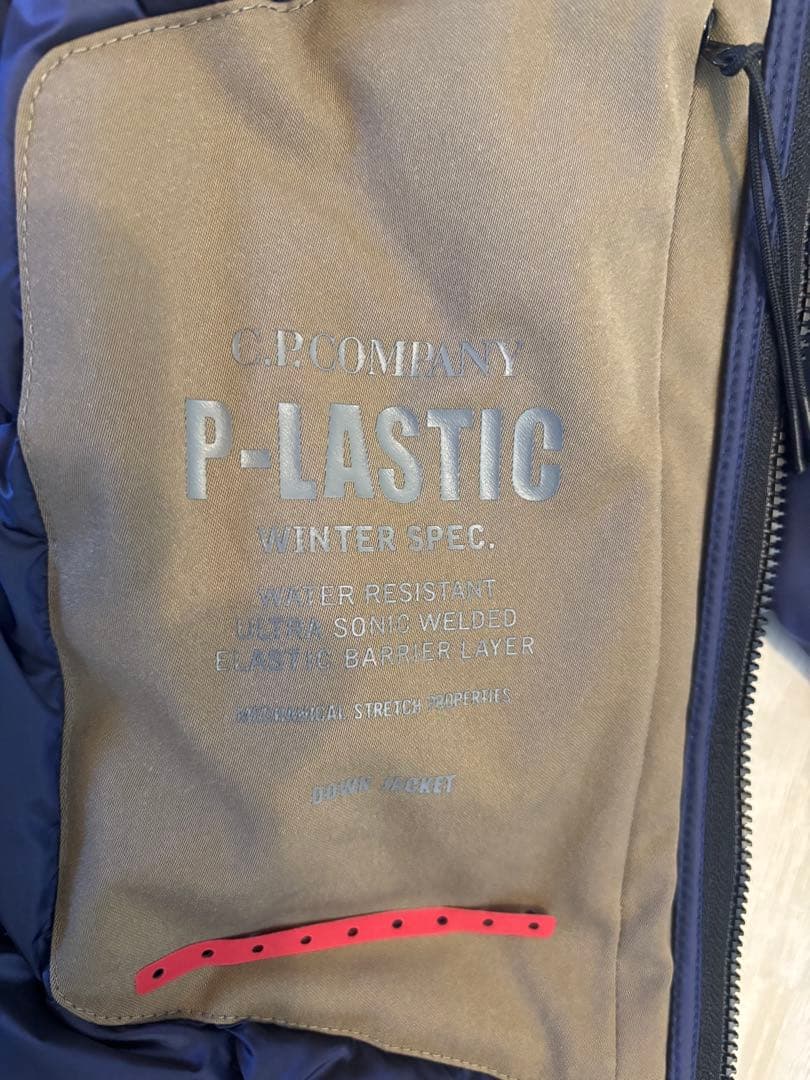 C.P.COMPANY
P-LASTIC
WINTER SPEC.
WATER RESISTANT
ULTRA SONIC WELDED
ELASTIC BARRIER LAYER
MECHANICAL STRETCH PROPERTIES
DOWN JACKET